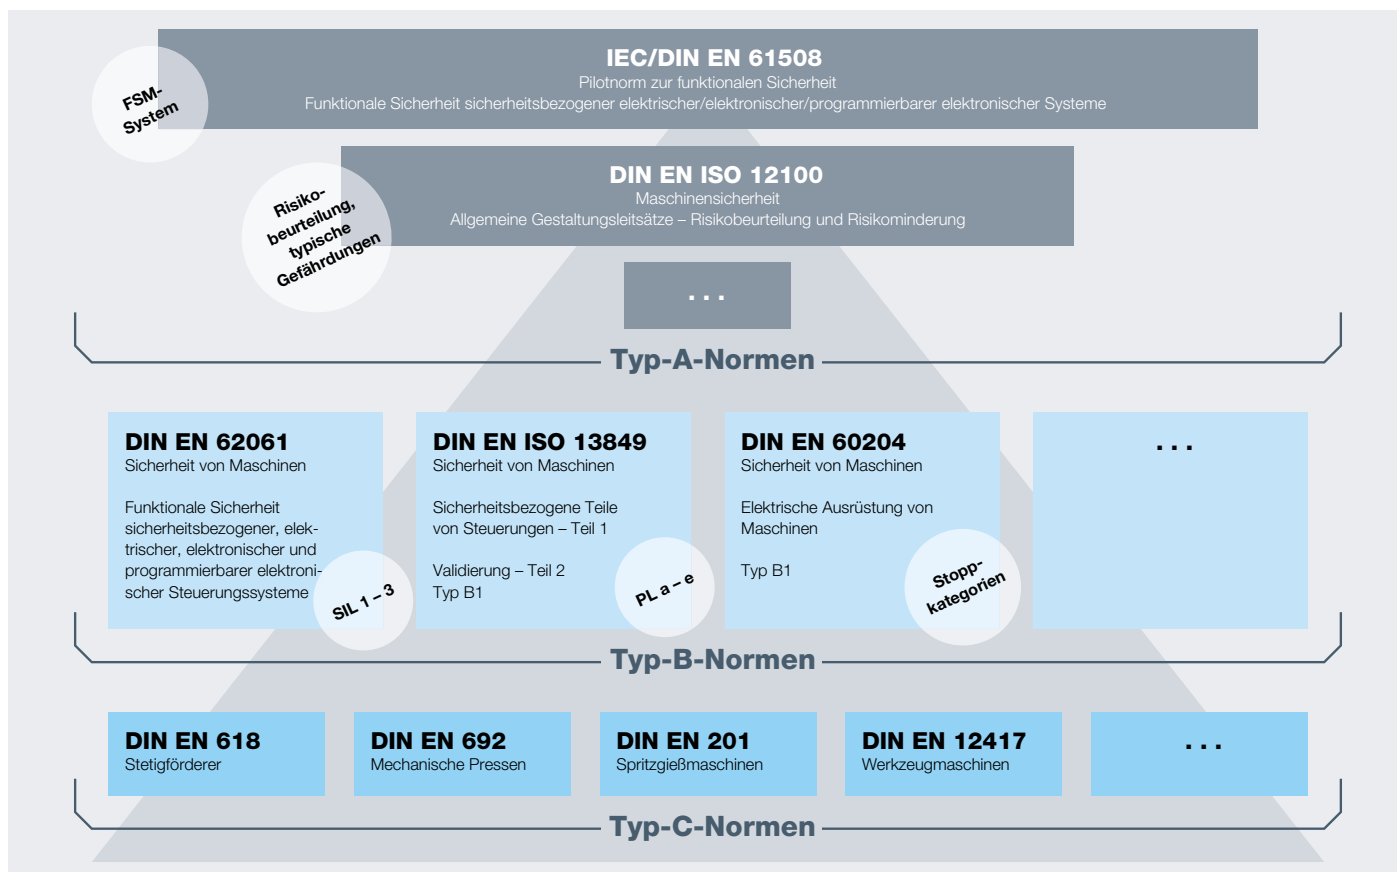 IEC/DIN EN 61508
Pilotnorm zur funktionalen Sicherheit
Funktionale Sicherheit sicherheitsbezogener elektrischer/elektronischer/programmierbarer elektronischer Systeme
FSM-
System
DIN EN ISO 12100
Maschinensicherheit
Allgemeine Gestaltungsleitsätze – Risikobeurteilung und Risikominderung
Risiko-
beurteilung,
typische
Gefährdungen
...
Typ-A-Normen
DIN EN 62061
Sicherheit von Maschinen
Funktionale Sicherheit
sicherheitsbezogener, elek-
trischer, elektronischer und
programmierbarer elektroni-
scher Steuerungssysteme
SIL 1 – 3
DIN EN ISO 13849
Sicherheit von Maschinen
Sicherheitsbezogene Teile
von Steuerungen – Teil 1
Validierung – Teil 2
Typ B1
PL a – e
DIN EN 60204
Sicherheit von Maschinen
Elektrische Ausrüstung von
Maschinen
Typ B1
Stopp-
kategorien
...
Typ-B-Normen
DIN EN 618
Stetigförderer
DIN EN 692
Mechanische Pressen
DIN EN 201
Spritzgießmaschinen
DIN EN 12417
Werkzeugmaschinen
...
Typ-C-Normen